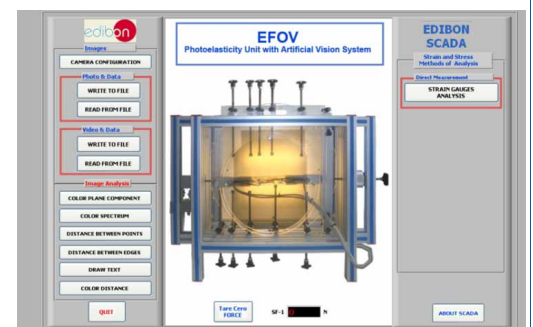 edibon
Images
CAMERA CONFIGURATION
Photo & Data
WRITE TO FILE
READ FROM FILE
Video & Data
WRITE TO FILE
READ FROM FILE
Image Analysis
COLOR PLANE COMPONENT
COLOR SPECTRUM
DISTANCE BETWEEN POINTS
DISTANCE BETWEEN EDGES
DRAW TEXT
COLOR DISTANCE
QUIT
EFOV
Photoelasticity Unit with Artificial Vision System
Tare Cero
FORCE
SF-1
N
EDIBON
SCADA
Strain and Stress
Methods of Analysis
Direct Measurement
STRAIN GAUGES
ANALYSIS
ABOUT SCADA